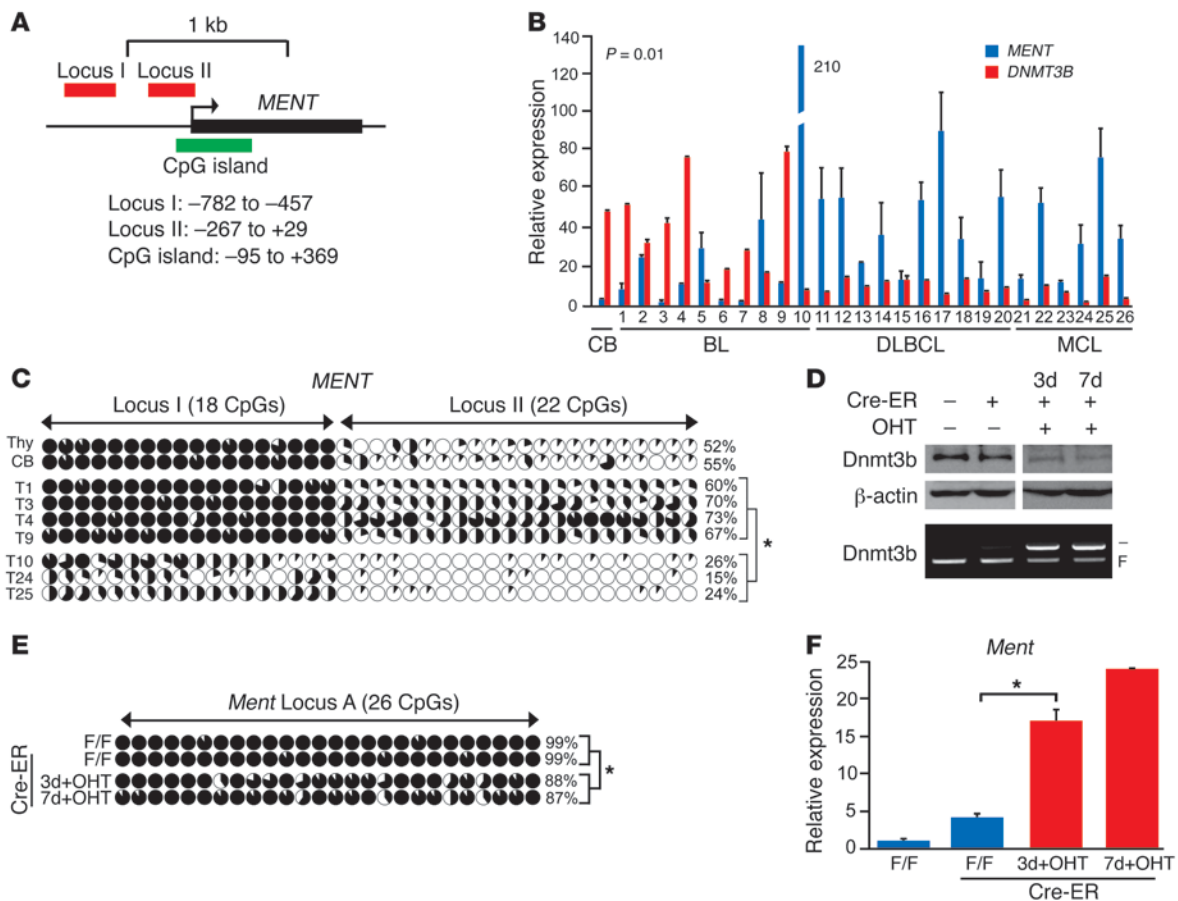 A
1 kb
Locus I
Locus II
MENT
CpG island
Locus I: –782 to –457
Locus II: –267 to +29
CpG island: –95 to +369
B
P = 0.01
MENT
DNMT3B
210
Relative expression
140
120
100
80
60
40
20
0
1 2 3 4 5 6 7 8 9 10 11 12 13 14 15 16 17 18 19 20 21 22 23 24 25 26
CB BL DLBCL MCL
C
MENT
Locus I (18 CpGs) Locus II (22 CpGs)
Thy 52%
CB 55%
T1 60%
T3 70%
T4 73%
T9 67%
*
T10 26%
T24 15%
T25 24%
D
3d 7d
Cre-ER – + + +
OHT – – + +
Dnmt3b
β-actin
Dnmt3b
–
F
E
Ment Locus A (26 CpGs)
F/F 99%
F/F 99%
*
3d+OHT 88%
7d+OHT 87%
Cre-ER
F
Ment
Relative expression
25
20
15
10
5
0
*
F/F F/F 3d+OHT 7d+OHT
Cre-ER